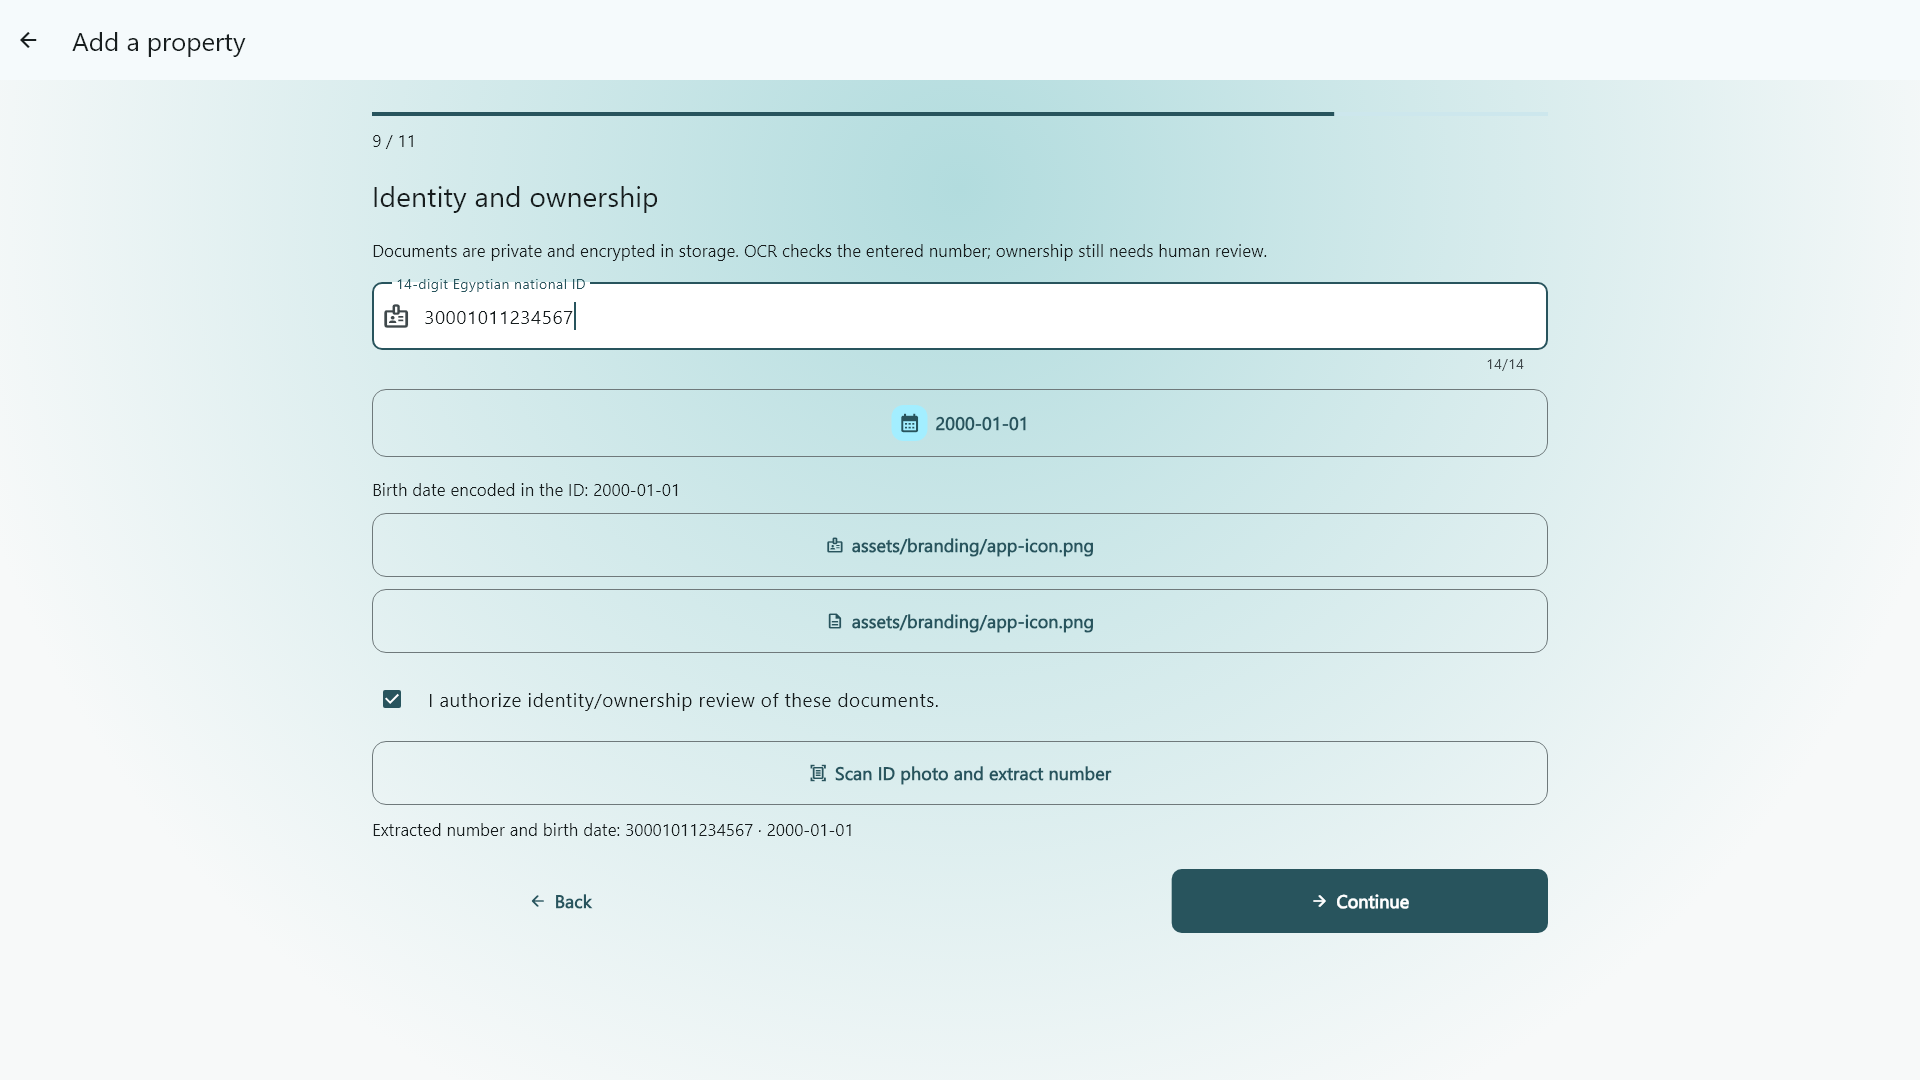 Add a property
9 / 11
Identity and ownership
Documents are private and encrypted in storage. OCR checks the entered number; ownership still needs human review.
14-digit Egyptian national ID
30001011234567
14/14
2000-01-01
Birth date encoded in the ID: 2000-01-01
assets/branding/app-icon.png
assets/branding/app-icon.png
I authorize identity/ownership review of these documents.
Scan ID photo and extract number
Extracted number and birth date: 30001011234567 · 2000-01-01
Back
Continue